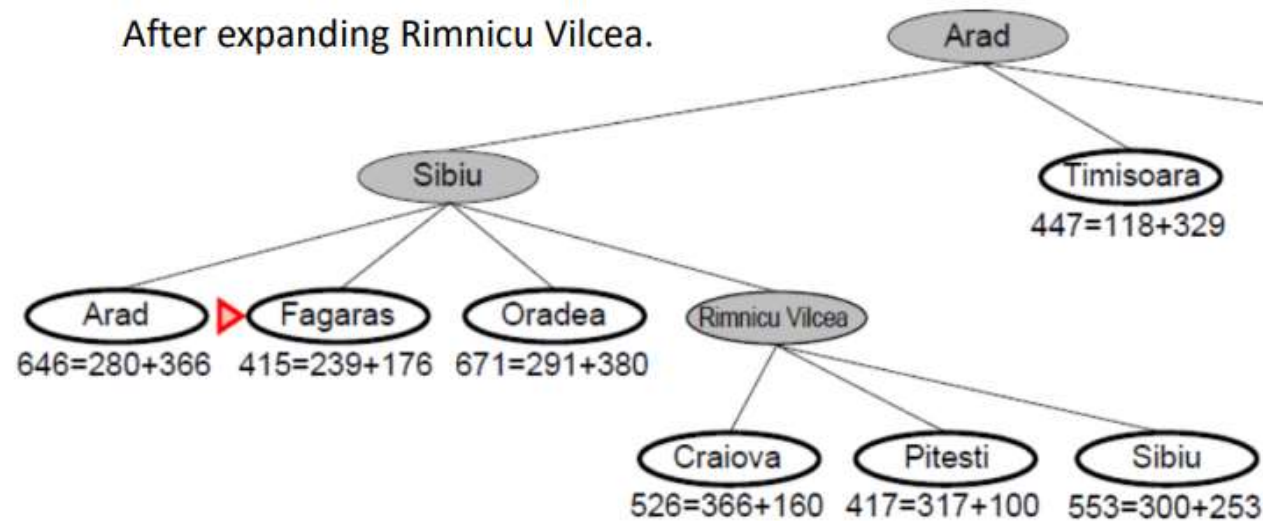 After expanding Rimnicu Vilcea.
Arad
Sibiu
Timisoara
447=118+329
Arad
Fagaras
Oradea
Rimnicu Vilcea
646=280+366
415=239+176
671=291+380
Craiova
Pitesti
Sibiu
526=366+160
417=317+100
553=300+253